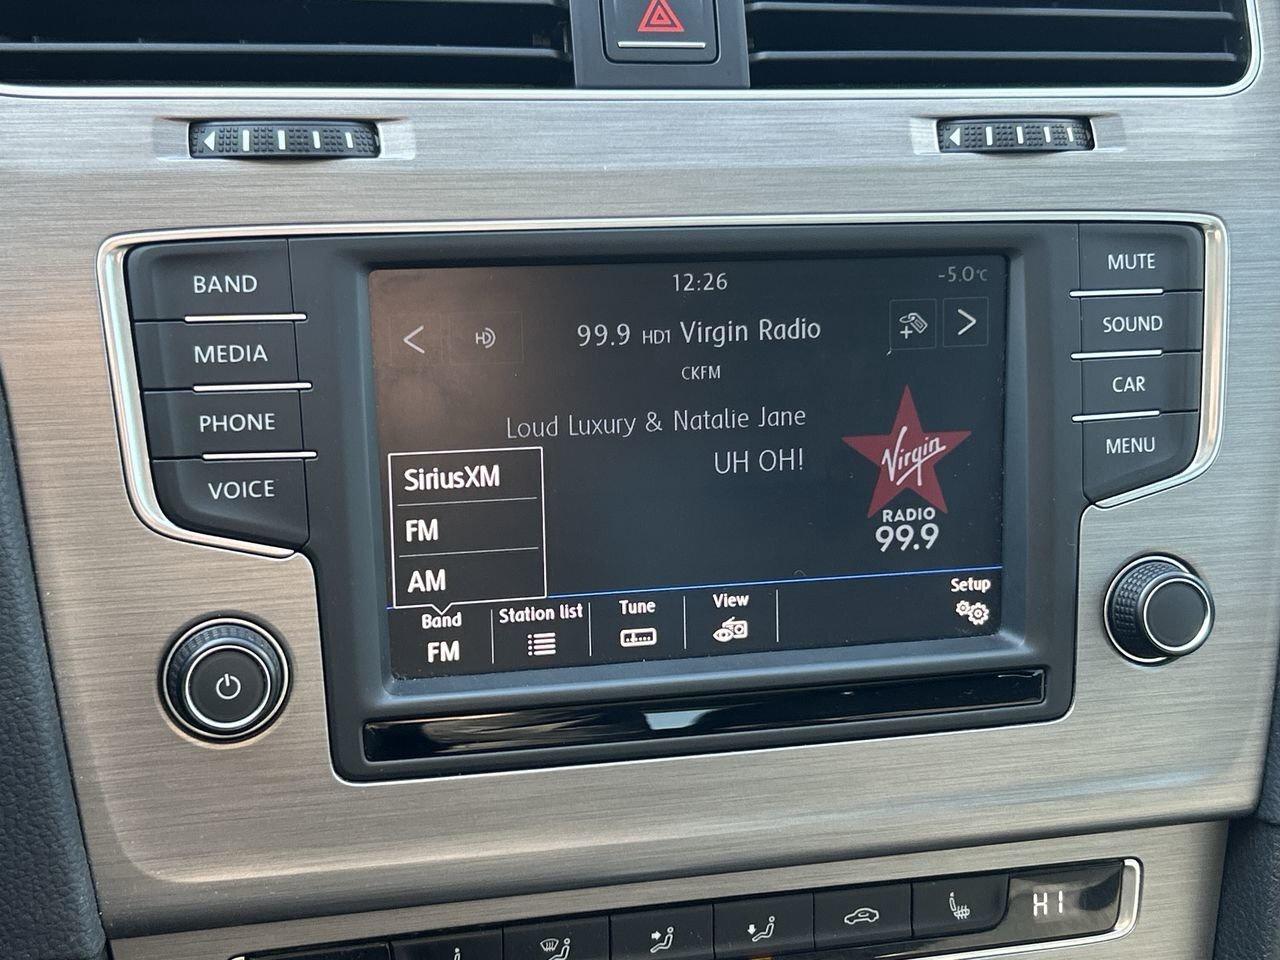 BAND
MEDIA
PHONE
VOICE
12:26
-5.0°C
99.9 HD1 Virgin Radio
CKFM
Loud Luxury & Natalie Jane
UH OH!
SiriusXM
FM
AM
Band
FM
Station list
Tune
View
Setup
Virgin
RADIO
99.9
MUTE
SOUND
CAR
MENU
HI